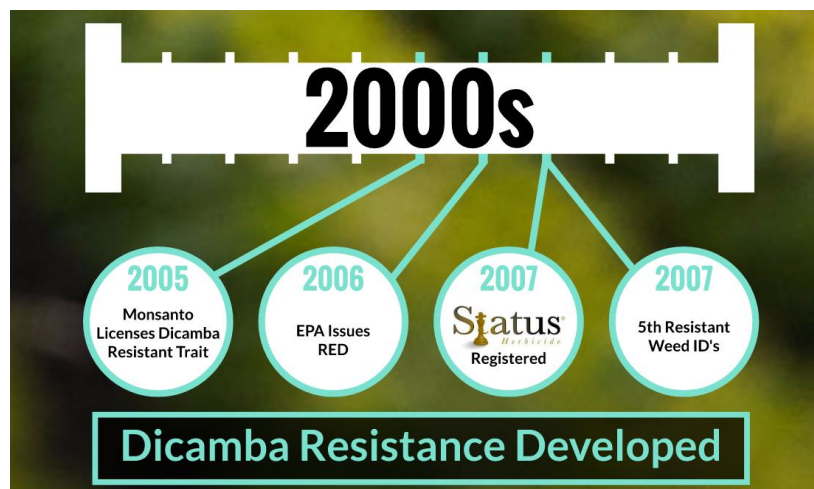 2000s
2005
Monsanto
Licenses Dicamba
Resistant Trait
2006
EPA Issues
RED
2007
Status®
Herbicide
Registered
2007
5th Resistant
Weed ID's
Dicamba Resistance Developed